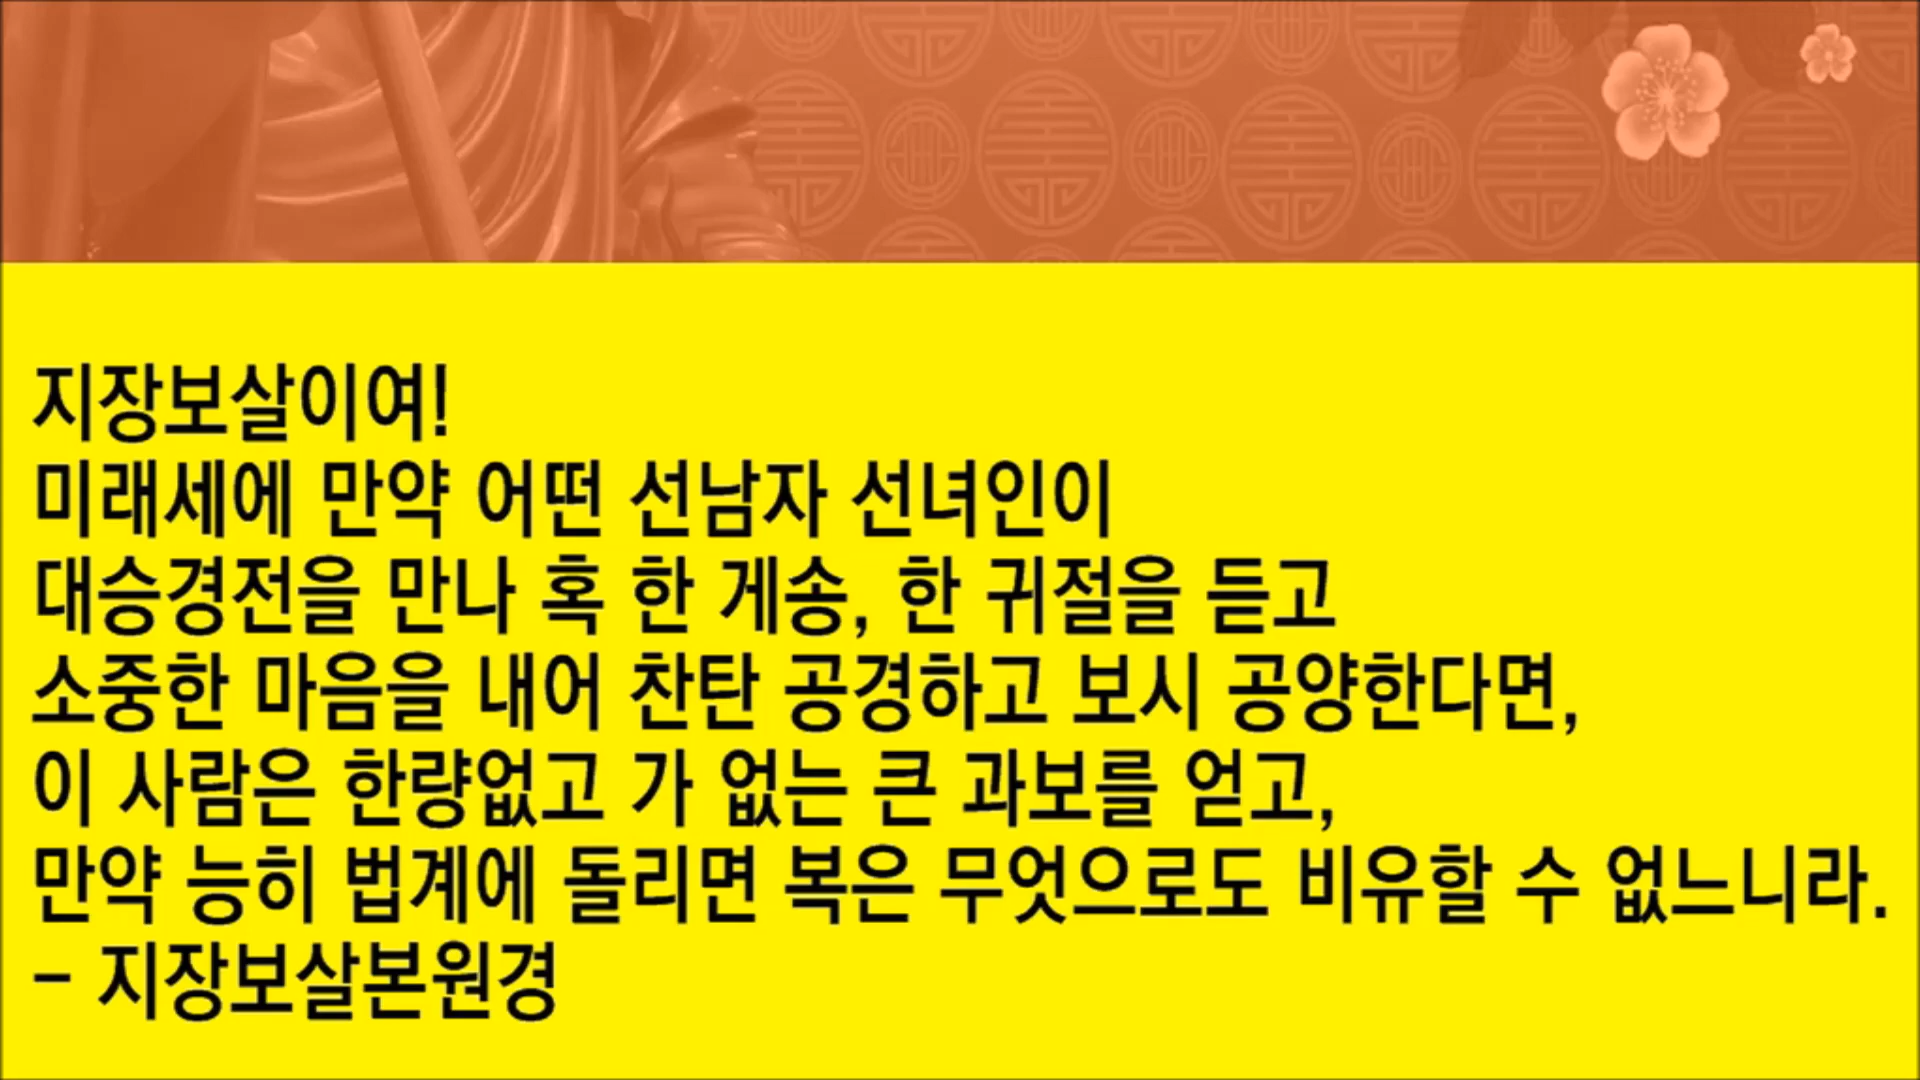 지장보살이여!
미래세에 만약 어떤 선남자 선녀인이
대승경전을 만나 혹 한 게송, 한 귀절을 듣고
소중한 마음을 내어 찬탄 공경하고 보시 공양한다면,
이 사람은 한량없고 가 없는 큰 과보를 얻고,
만약 능히 법계에 돌리면 복은 무엇으로도 비유할 수 없느니라.
- 지장보살본원경